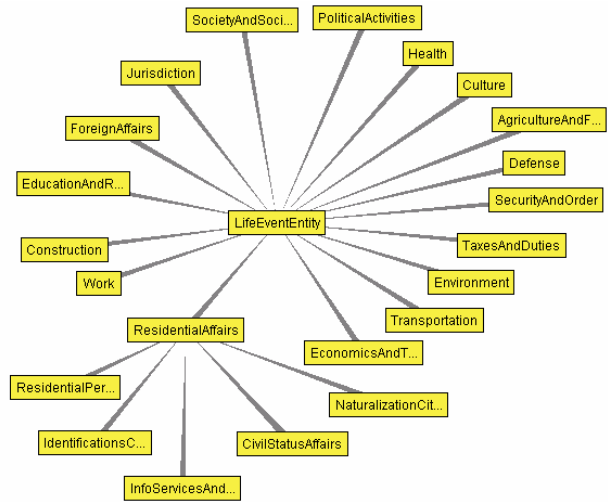 SocietyAndSoci...
PoliticalActivities
Health
Jurisdiction
Culture
AgricultureAndF...
ForeignAffairs
Defense
EducationAndR...
SecurityAndOrder
LifeEventEntity
TaxesAndDuties
Construction
Work
Environment
Transportation
ResidentialAffairs
EconomicsAndT...
ResidentialPer...
NaturalizationCit...
IdentificationsC...
CivilStatusAffairs
InfoServicesAnd...